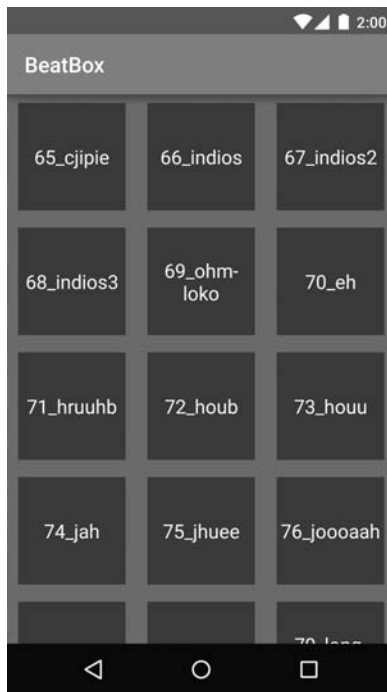 2:00
BeatBox
65_cjipie
66_indios
67_indios2
68_indios3
69_ohm-
loko
70_eh
71_hruuhb
72_houb
73_houu
74_jah
75_jhuee
76_joooaah